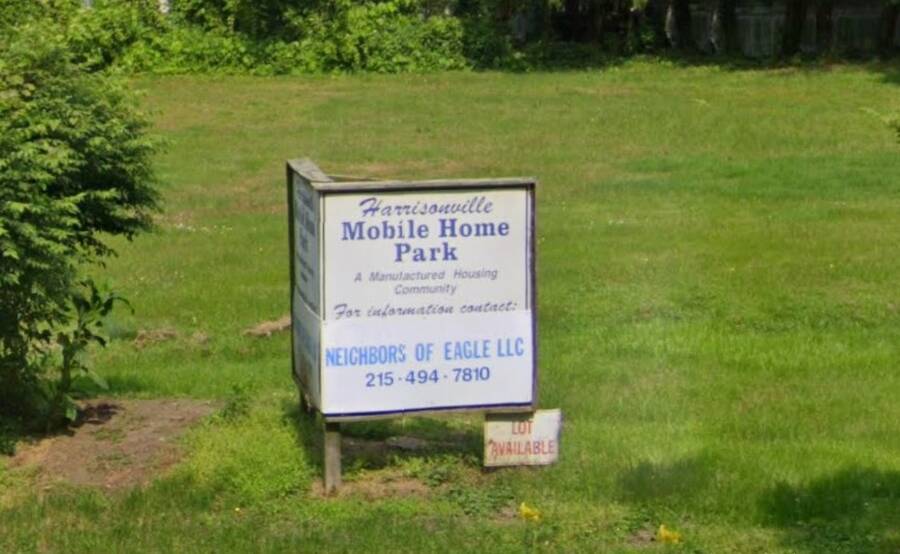 Harrisonville
Mobile Home
Park
A Manufactured Housing
Community
For information contact:
NEIGHBORS OF EAGLE LLC
215-494-7810
LOT
AVAILABLE